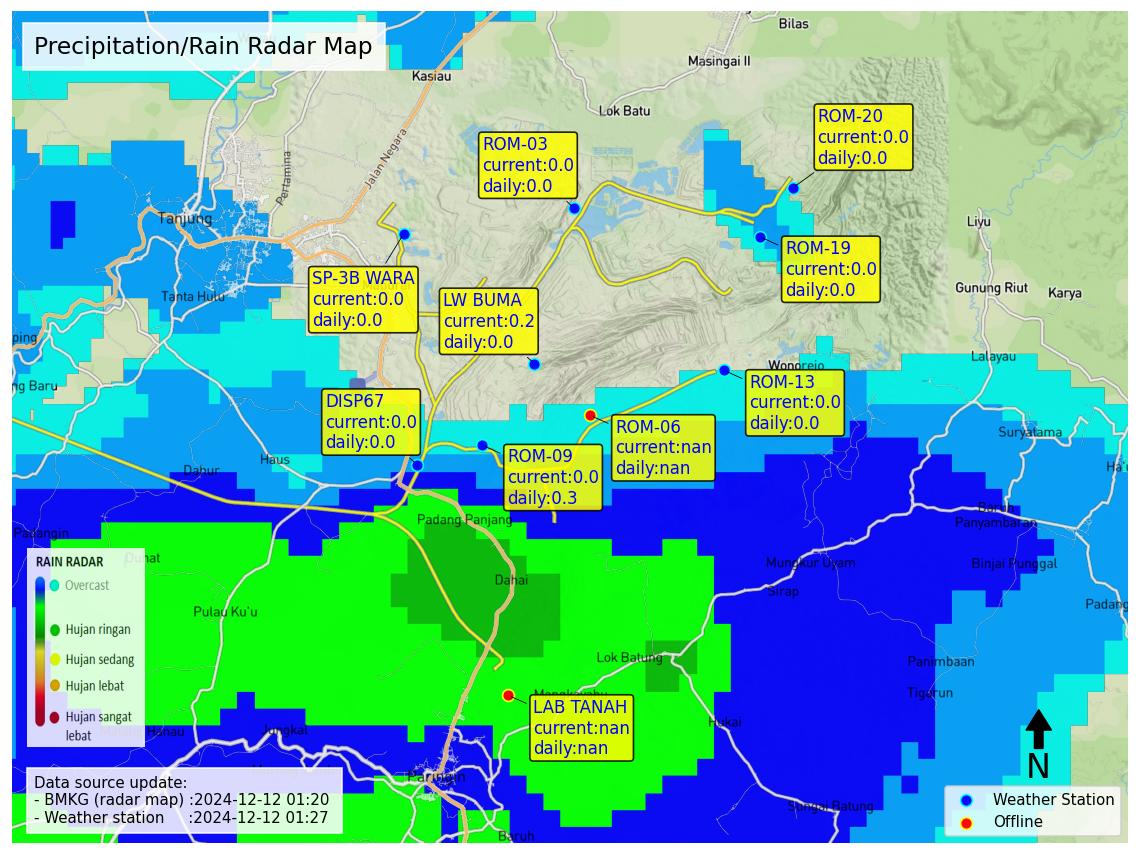 Precipitation/Rain Radar Map
Bilas
Masingai II
Kasiau
Lok Batu
ROM-20
current:0.0
daily:0.0
ROM-03
current:0.0
daily:0.0
Jalan Negara
Pertamina
Tanjung
Liyu
ROM-19
current:0.0
daily:0.0
SP-3B WARA
current:0.0
daily:0.0
LW BUMA
current:0.2
daily:0.0
Tanta Hulu
Gunung Riut
Karya
ping
Lalayau
Wonorejo
ng Baru
ROM-13
current:0.0
daily:0.0
DISP67
current:0.0
daily:0.0
ROM-06
current:nan
daily:nan
Suryatama
ROM-09
current:0.0
daily:0.3
Haus
Dahur
Ha
Padang Panjang
Baruh
Panyambaran
Padangin
Duhat
Mungkur Uyam
Binjai Punggal
Dahai
Sirap
Padang
Pulau Ku`u
Lok Batung
Panimbaan
Tigarun
Mangkayahu
LAB TANAH
current:nan
daily:nan
Hukai
Hanau
Jungkal
Paringin
Sungai Batung
Baruh
RAIN RADAR
Overcast
Hujan ringan
Hujan sedang
Hujan lebat
Hujan sangat
lebat
Data source update:
- BMKG (radar map) :2024-12-12 01:20
- Weather station :2024-12-12 01:27
N
Weather Station
Offline